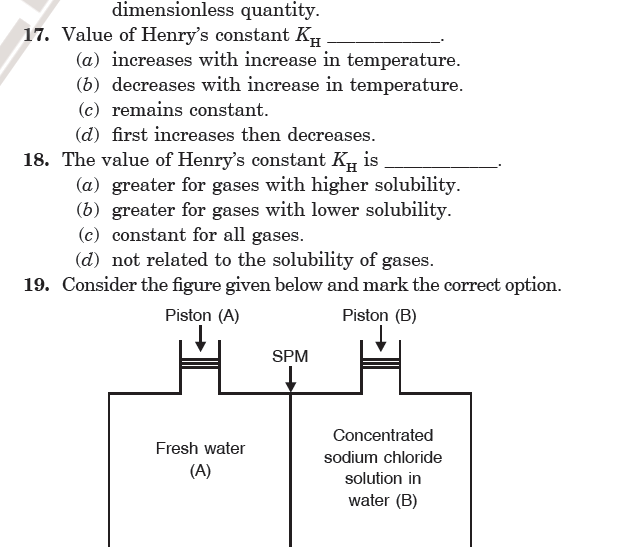 dimensionless quantity.
17. Value of Henry's constant K_H ____________.
(a) increases with increase in temperature.
(b) decreases with increase in temperature.
(c) remains constant.
(d) first increases then decreases.
18. The value of Henry's constant K_H is ____________.
(a) greater for gases with higher solubility.
(b) greater for gases with lower solubility.
(c) constant for all gases.
(d) not related to the solubility of gases.
19. Consider the figure given below and mark the correct option.
Piston (A)
Piston (B)
SPM
Fresh water
(A)
Concentrated
sodium chloride
solution in
water (B)